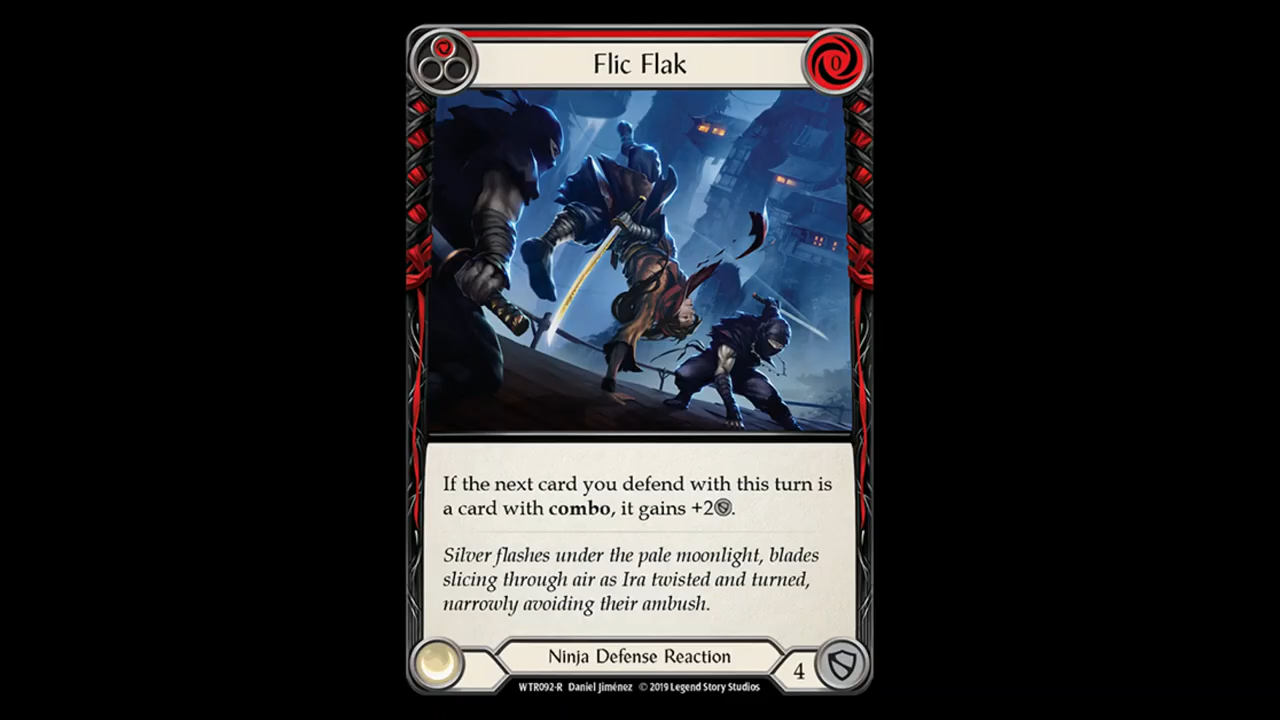 Flic Flak
0
If the next card you defend with this turn is
a card with combo, it gains +2.
Silver flashes under the pale moonlight, blades
slicing through air as Ira twisted and turned,
narrowly avoiding their ambush.
Ninja Defense Reaction
4
WTR092-R Daniel Jiménez © 2019 Legend Story Studios